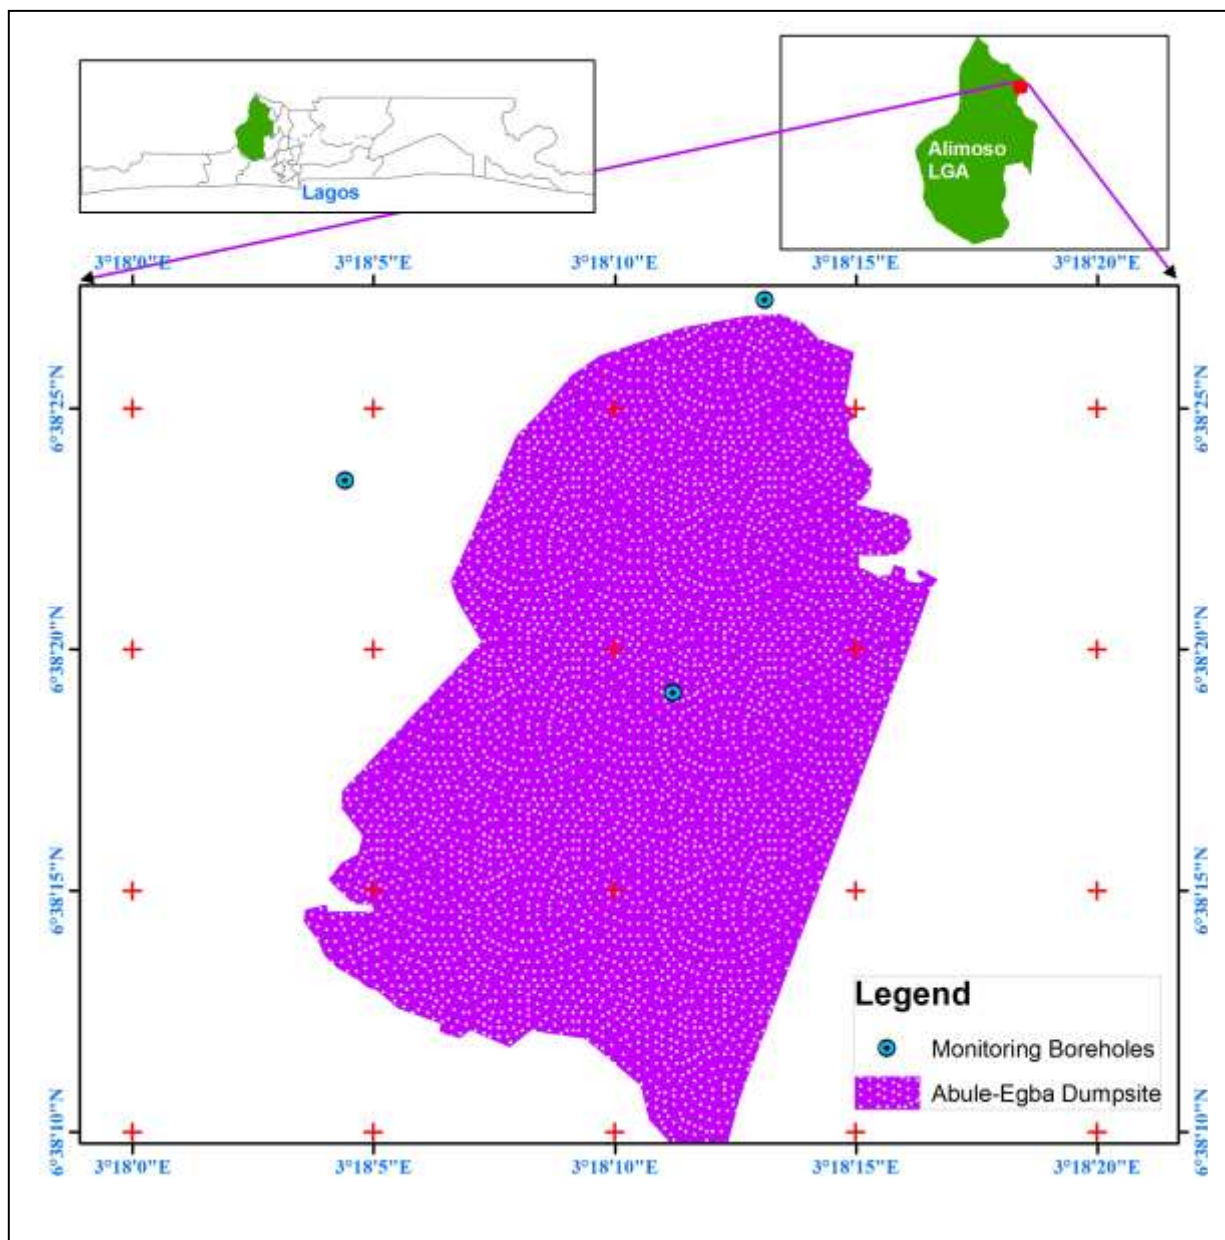 Lagos
Alimoso
LGA
3°18'0"E 3°18'5"E 3°18'10"E 3°18'15"E 3°18'20"E
6°38'25"N 6°38'25"N
6°38'20"N 6°38'20"N
6°38'15"N 6°38'15"N
6°38'10"N 6°38'10"N
Legend
Monitoring Boreholes
Abule-Egba Dumpsite
3°18'0"E 3°18'5"E 3°18'10"E 3°18'15"E 3°18'20"E